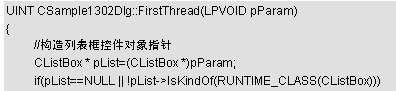 UINT CSample1302Dlg::FirstThread(LPVOID pParam)
{
//构造列表框控件对象指针
CListBox * pList=(CListBox *)pParam;
if(pList==NULL || !pList->IsKindOf(RUNTIME_CLASS(CListBox)))